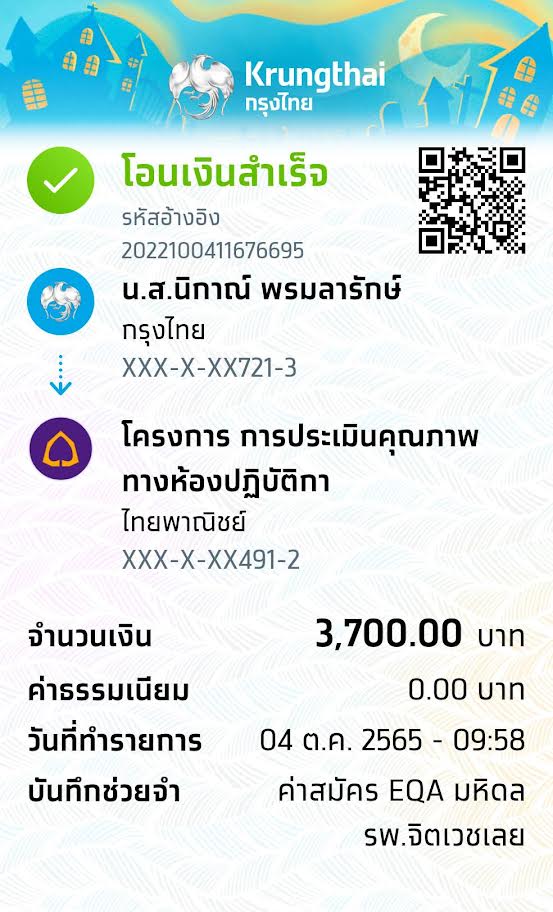 Krungthai
กรุงไทย
โอนเงินสำเร็จ
รหัสอ้างอิง
2022100411676695
น.ส.นิกาณ์ พรมลารักษ์
กรุงไทย
XXX-X-XX721-3
โครงการ การประเมินคุณภาพ
ทางห้องปฏิบัติกา
ไทยพาณิชย์
XXX-X-XX491-2
จำนวนเงิน 3,700.00 บาท
ค่าธรรมเนียม 0.00 บาท
วันที่ทำรายการ 04 ต.ค. 2565 - 09:58
บันทึกช่วยจำ ค่าสมัคร EQA มหิดล
รพ.จิตเวชเลย